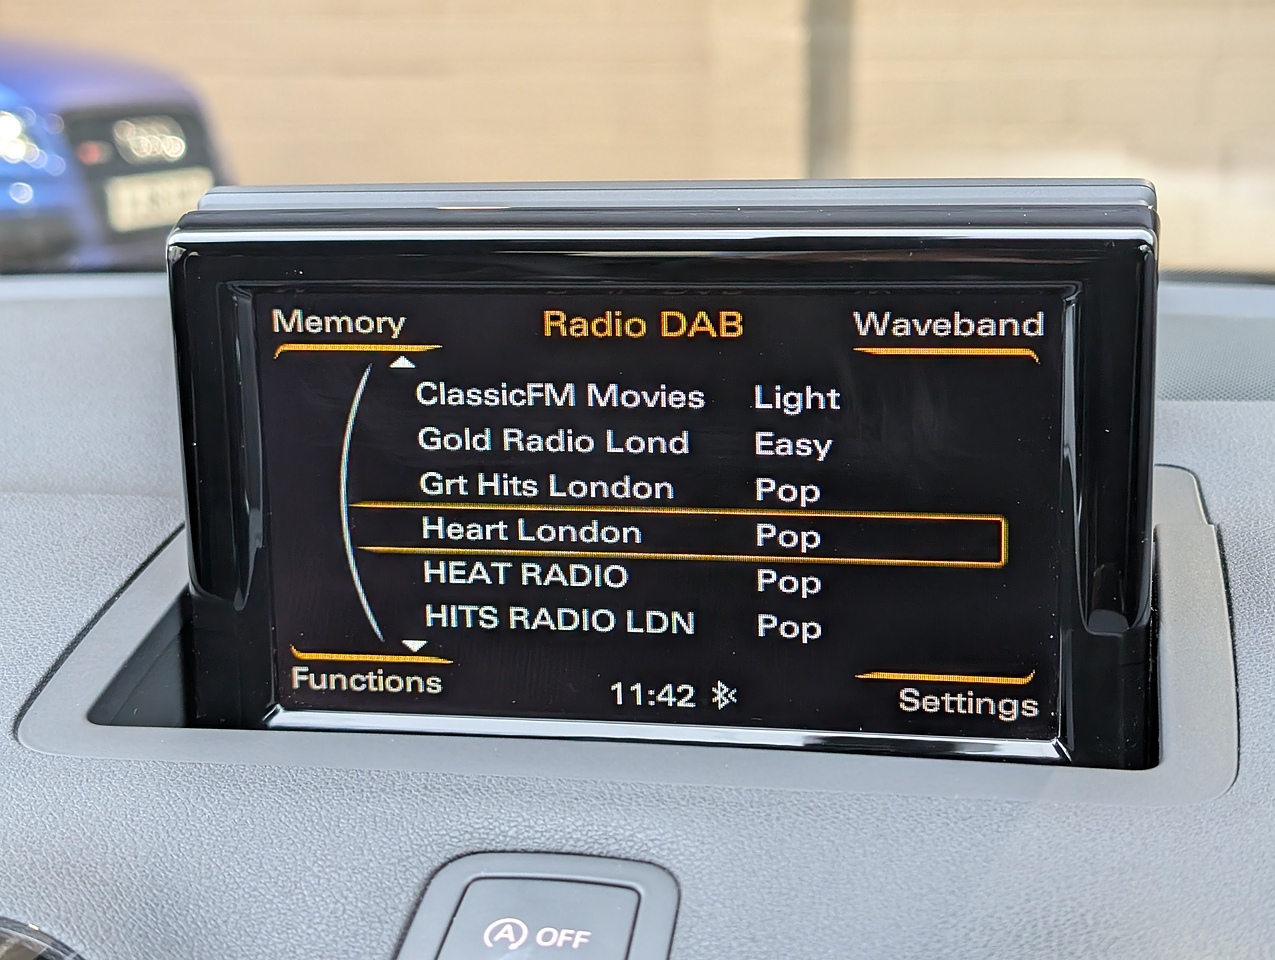 Memory Radio DAB Waveband
ClassicFM Movies Light
Gold Radio Lond Easy
Grt Hits London Pop
Heart London Pop
HEAT RADIO Pop
HITS RADIO LDN Pop
Functions 11:42 Settings
A OFF